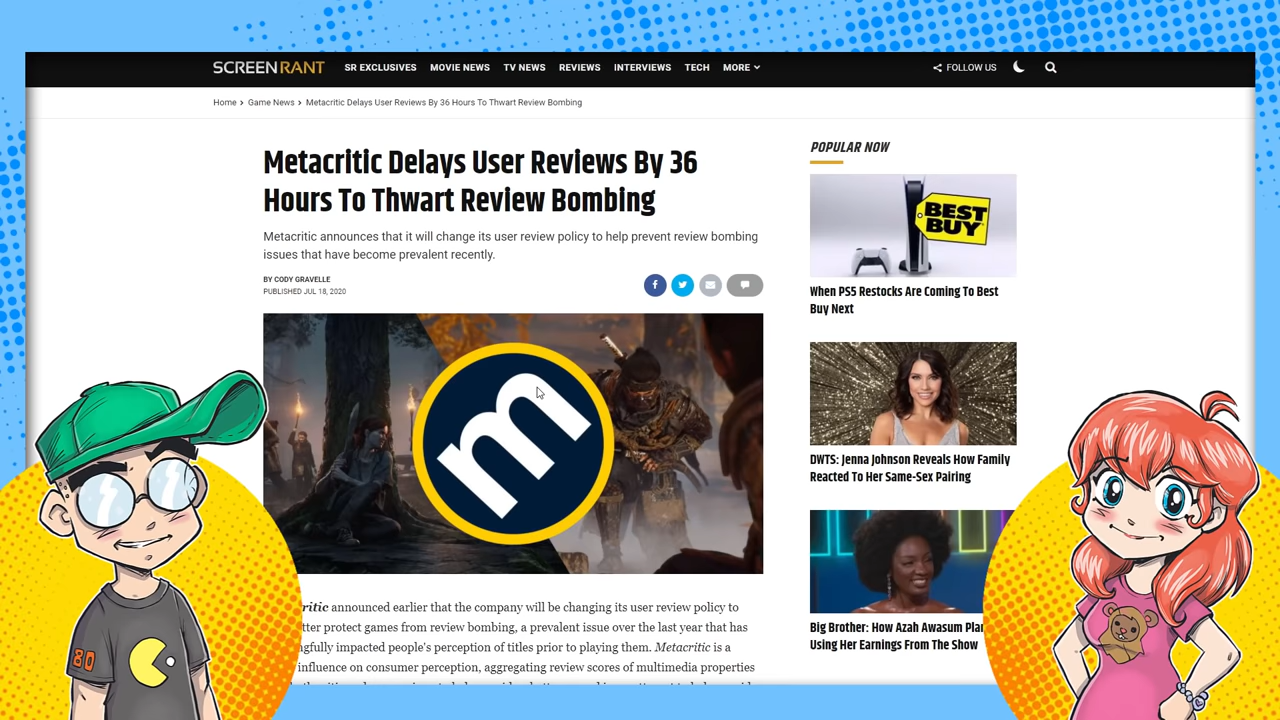 SCREENRANT
SR EXCLUSIVES MOVIE NEWS TV NEWS REVIEWS INTERVIEWS TECH MORE
FOLLOW US
Home > Game News > Metacritic Delays User Reviews By 36 Hours To Thwart Review Bombing
Metacritic Delays User Reviews By 36
Hours To Thwart Review Bombing
Metacritic announces that it will change its user review policy to help prevent review bombing
issues that have become prevalent recently.
BY CODY GRAVELLE
PUBLISHED JUL 18, 2020
m
ritic announced earlier that the company will be changing its user review policy to
tter protect games from review bombing, a prevalent issue over the last year that has
gfully impacted people's perception of titles prior to playing them. Metacritic is a
influence on consumer perception, aggregating review scores of multimedia properties
POPULAR NOW
BEST
BUY
When PS5 Restocks Are Coming To Best
Buy Next
DWTS: Jenna Johnson Reveals How Family
Reacted To Her Same-Sex Pairing
Big Brother: How Azah Awasum Pla
Using Her Earnings From The Show
80